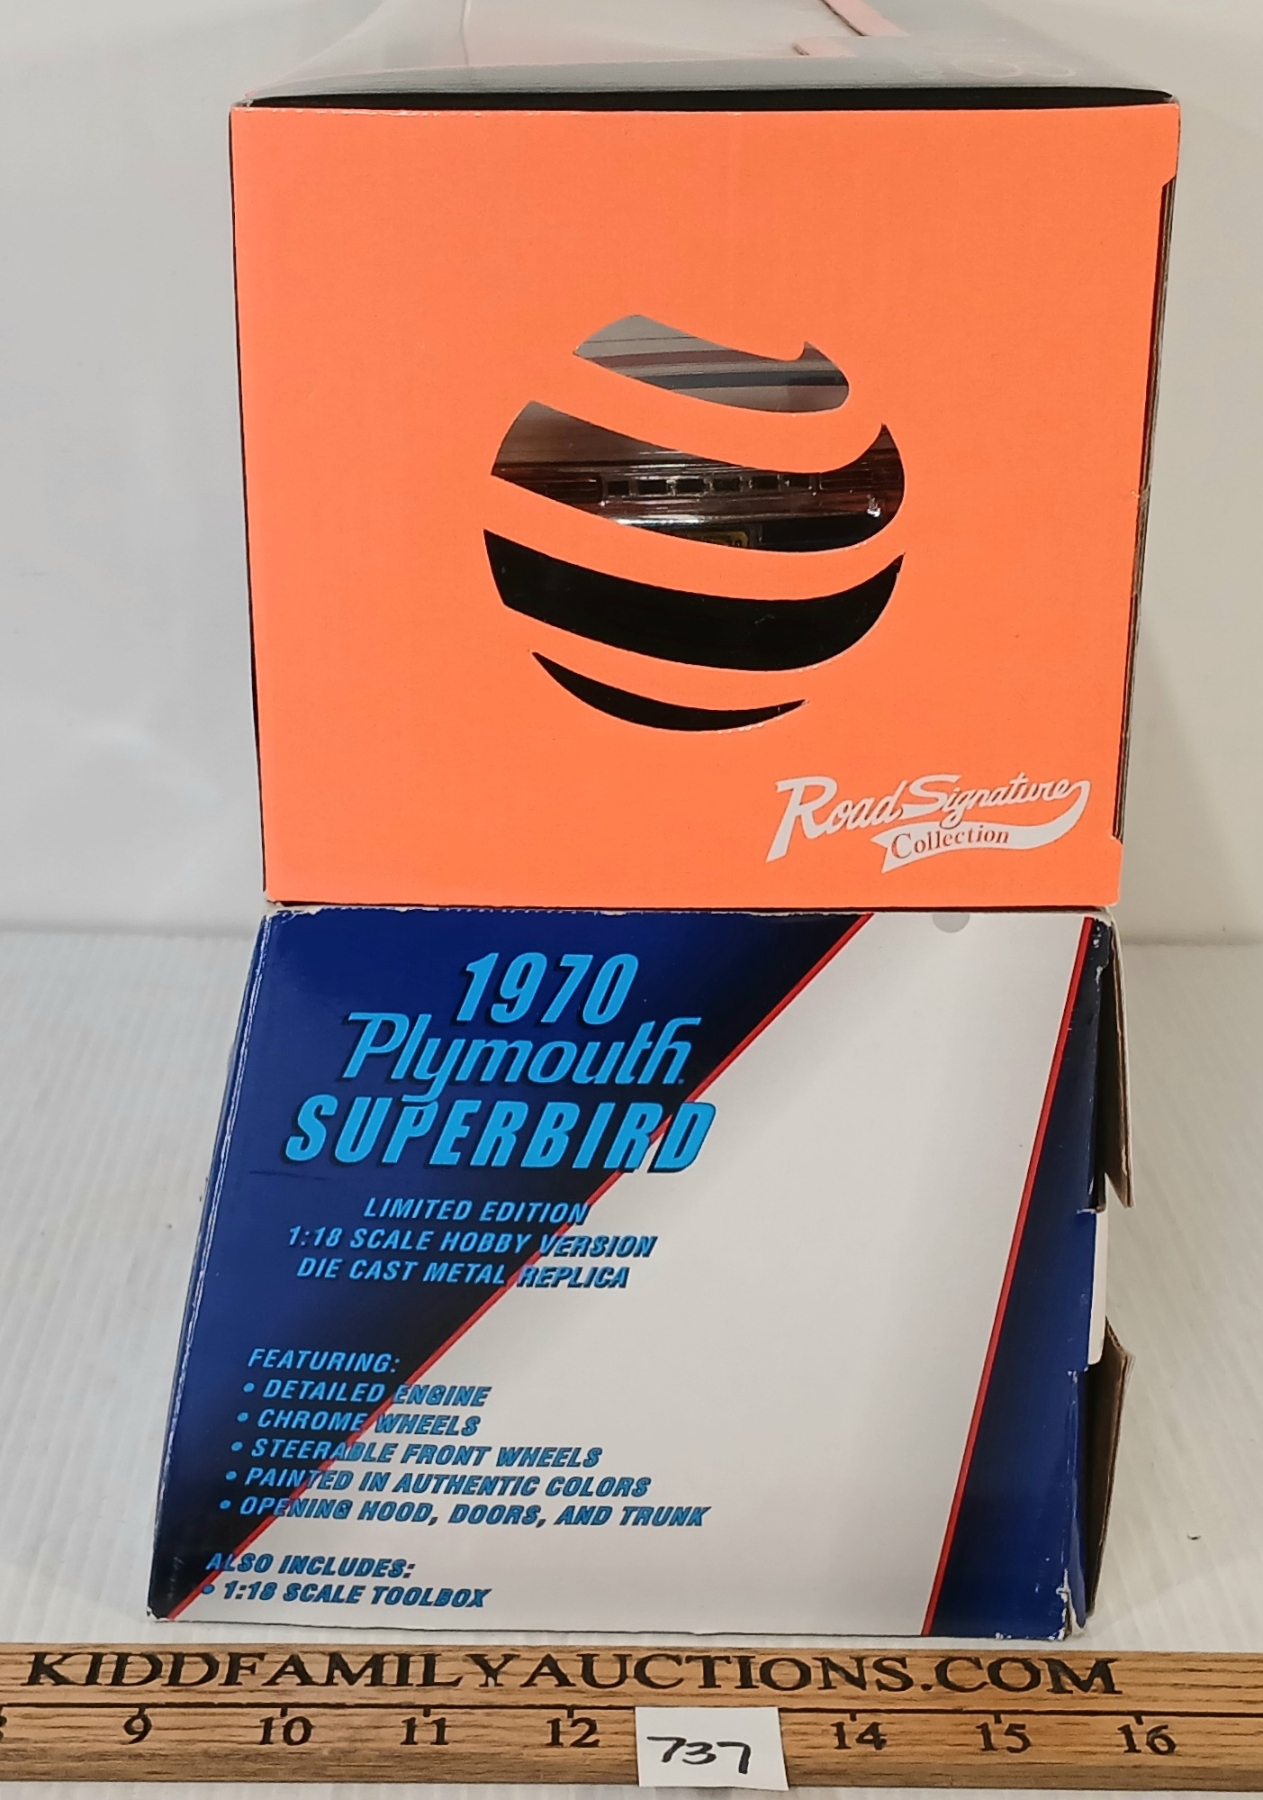 Road Signature
Collection
1970
Plymouth
SUPERBIRD
LIMITED EDITION
1:18 SCALE HOBBY VERSION
DIE CAST METAL REPLICA
FEATURING:
• DETAILED ENGINE
• CHROME WHEELS
• STEERABLE FRONT WHEELS
• PAINTED IN AUTHENTIC COLORS
• OPENING HOOD, DOORS, AND TRUNK
ALSO INCLUDES:
• 1:18 SCALE TOOLBOX
KIDDFAMILYAUCTIONS.COM
8 9 10 11 12 14 15 16
737